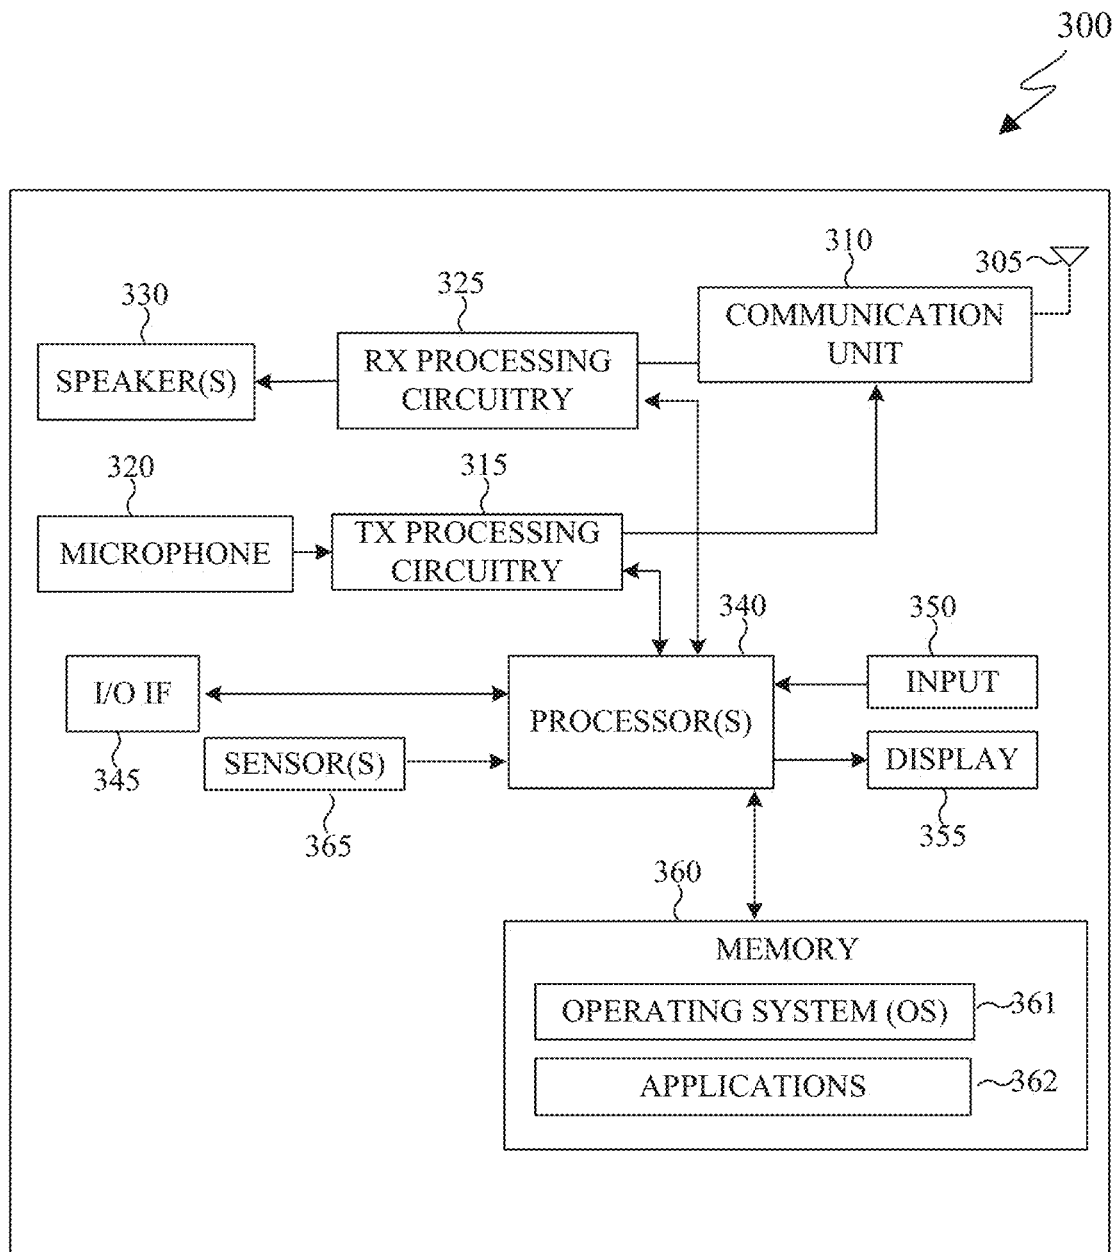 300
310
305
325
330
COMMUNICATION
UNIT
RX PROCESSING
CIRCUITRY
SPEAKER(S)
320
315
MICROPHONE
TX PROCESSING
CIRCUITRY
340
350
I/O IF
PROCESSOR(S)
INPUT
SENSOR(S)
DISPLAY
345
365
355
360
MEMORY
OPERATING SYSTEM (OS)
361
APPLICATIONS
362